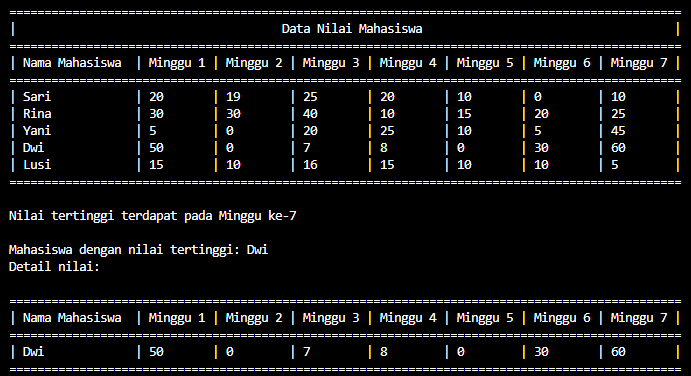 ================================================================================================
|                                      Data Nilai Mahasiswa                                    |
================================================================================================
| Nama Mahasiswa  | Minggu 1 | Minggu 2 | Minggu 3 | Minggu 4 | Minggu 5 | Minggu 6 | Minggu 7 |
================================================================================================
| Sari            | 20       | 19       | 25       | 20       | 10       | 0        | 10       |
| Rina            | 30       | 30       | 40       | 10       | 15       | 20       | 25       |
| Yani            | 5        | 0        | 20       | 25       | 10       | 5        | 45       |
| Dwi             | 50       | 0        | 7        | 8        | 0        | 30       | 60       |
| Lusi            | 15       | 10       | 16       | 15       | 10       | 10       | 5        |
================================================================================================
Nilai tertinggi terdapat pada Minggu ke-7
Mahasiswa dengan nilai tertinggi: Dwi
Detail nilai:
================================================================================================
| Nama Mahasiswa  | Minggu 1 | Minggu 2 | Minggu 3 | Minggu 4 | Minggu 5 | Minggu 6 | Minggu 7 |
================================================================================================
| Dwi             | 50       | 0        | 7        | 8        | 0        | 30       | 60       |
================================================================================================